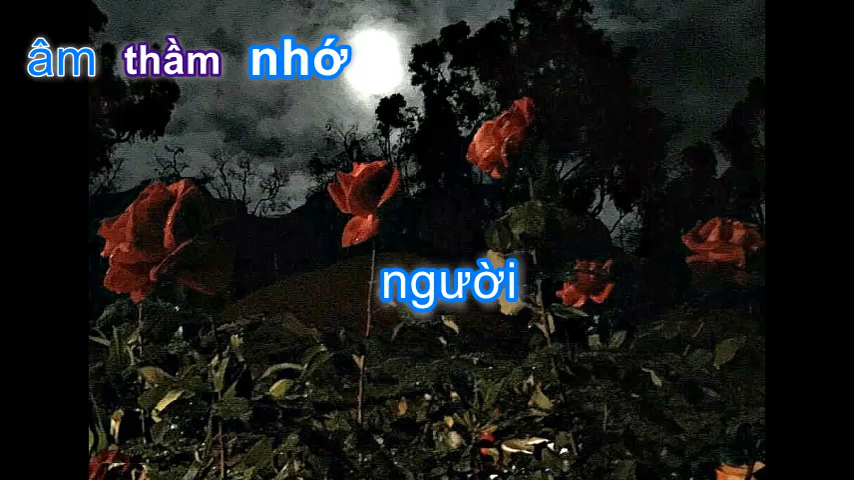 âm thầm nhớ
người